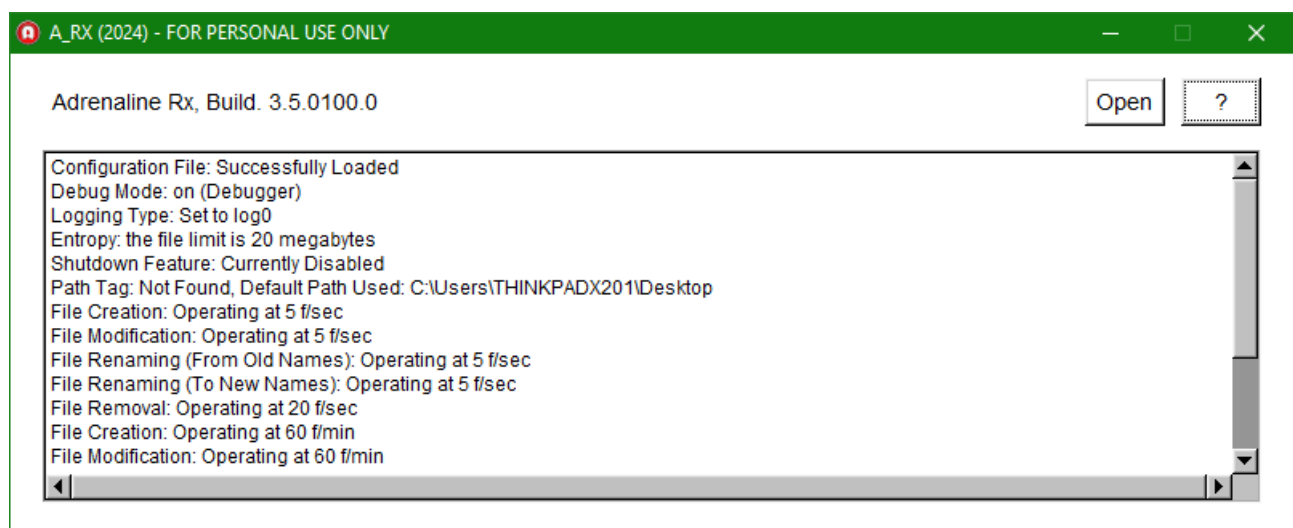 A_RX (2024) - FOR PERSONAL USE ONLY
Adrenaline Rx, Build. 3.5.0100.0
Open
?
Configuration File: Successfully Loaded
Debug Mode: on (Debugger)
Logging Type: Set to log0
Entropy: the file limit is 20 megabytes
Shutdown Feature: Currently Disabled
Path Tag: Not Found, Default Path Used: C:\Users\THINKPADX201\Desktop
File Creation: Operating at 5 f/sec
File Modification: Operating at 5 f/sec
File Renaming (From Old Names): Operating at 5 f/sec
File Renaming (To New Names): Operating at 5 f/sec
File Removal: Operating at 20 f/sec
File Creation: Operating at 60 f/min
File Modification: Operating at 60 f/min